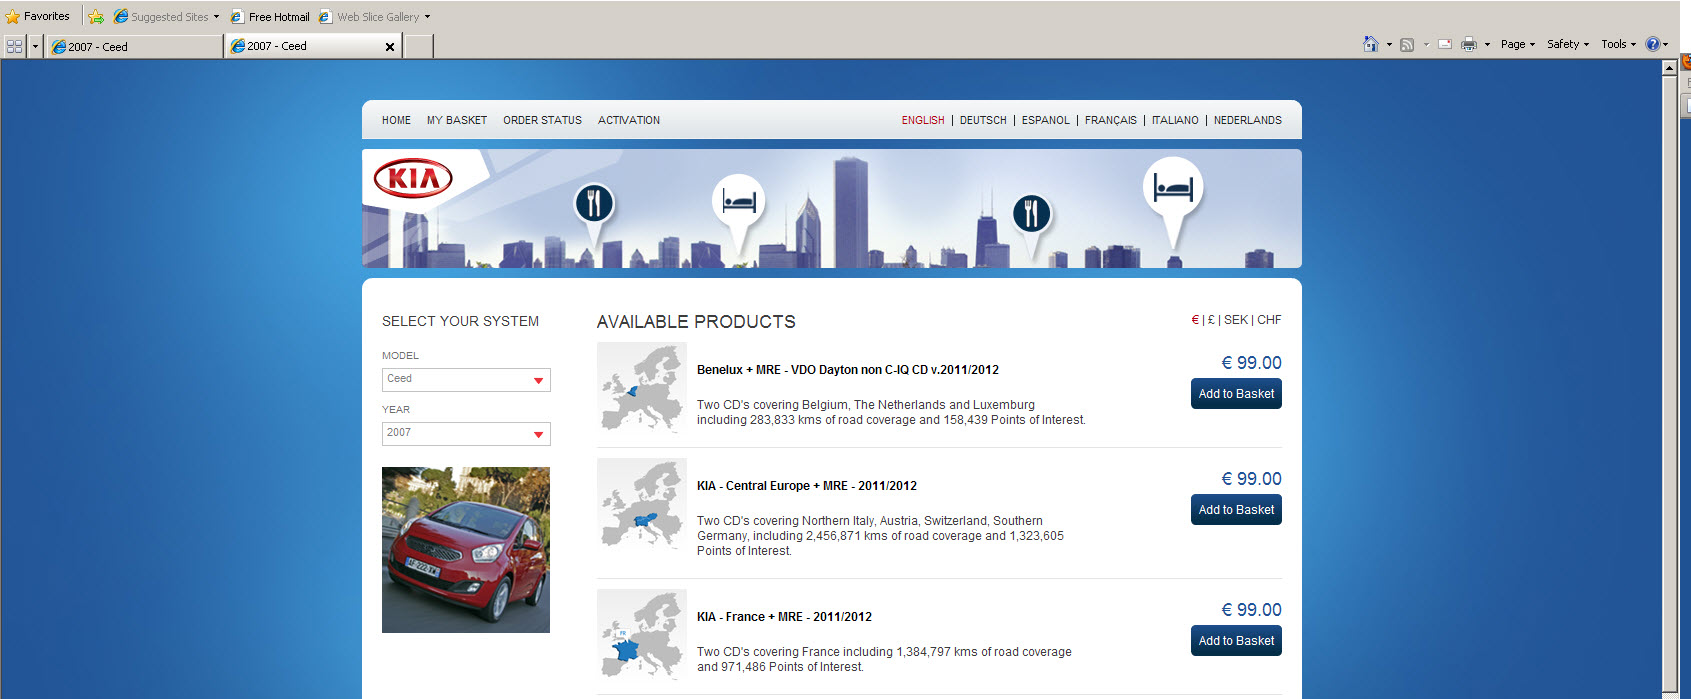 Favorites
Suggested Sites
Free Hotmail
Web Slice Gallery
2007 - Ceed
2007 - Ceed
Page
Safety
Tools
HOME MY BASKET ORDER STATUS ACTIVATION
ENGLISH | DEUTSCH | ESPANOL | FRANÇAIS | ITALIANO | NEDERLANDS
KIA
SELECT YOUR SYSTEM
MODEL
Ceed
YEAR
2007
AVAILABLE PRODUCTS
€ | £ | SEK | CHF
Benelux + MRE - VDO Dayton non C-IQ CD v.2011/2012
Two CD's covering Belgium, The Netherlands and Luxemburg
including 283,833 kms of road coverage and 158,439 Points of Interest.
€ 99.00
Add to Basket
KIA - Central Europe + MRE - 2011/2012
Two CD's covering Northern Italy, Austria, Switzerland, Southern
Germany, including 2,456,871 kms of road coverage and 1,323,605
Points of Interest.
€ 99.00
Add to Basket
FR
KIA - France + MRE - 2011/2012
Two CD's covering France including 1,384,797 kms of road coverage
and 971,486 Points of Interest.
€ 99.00
Add to Basket